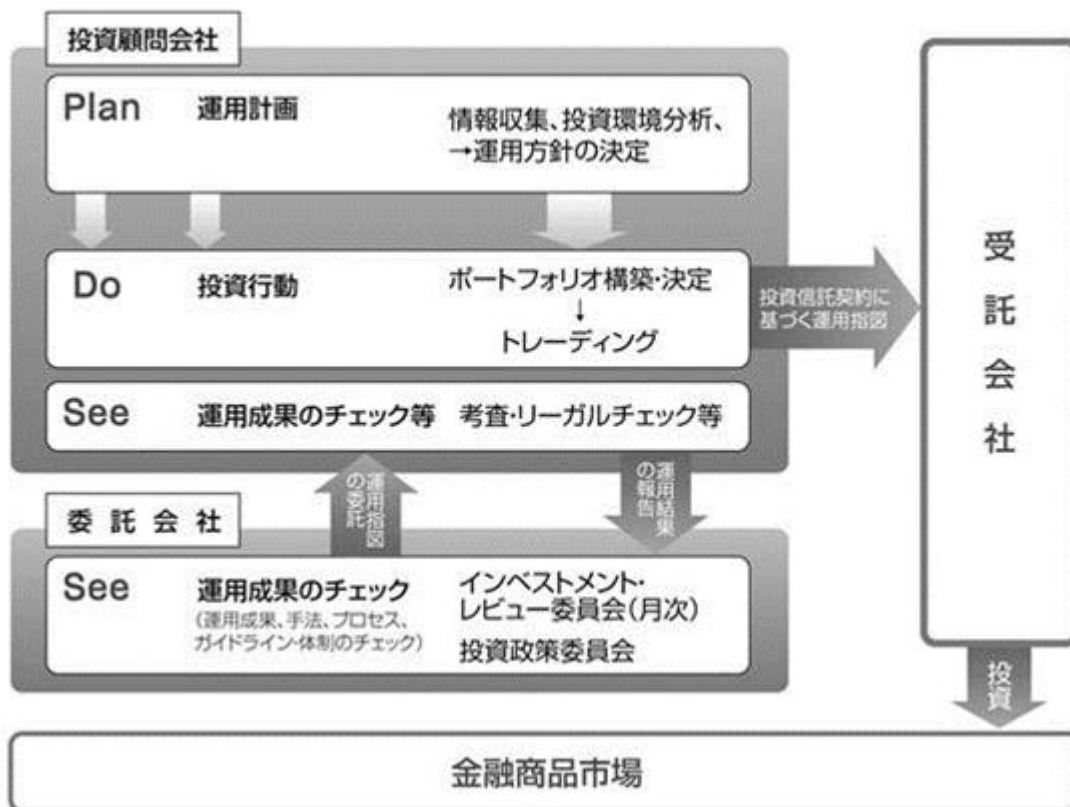 投資顧問会社
Plan 運用計画
情報収集、投資環境分析、
→運用方針の決定
Do 投資行動
ポートフォリオ構築・決定
↓
トレーディング
See 運用成果のチェック等 考査・リーガルチェック等
投資信託契約に
基づく運用指図
受託会社
運用指図
の委託
運用結果
の報告
委託会社
See 運用成果のチェック
(運用成果、手法、プロセス、
ガイドライン・体制のチェック)
インベストメント・
レビュー委員会(月次)
投資政策委員会
投資
金融商品市場